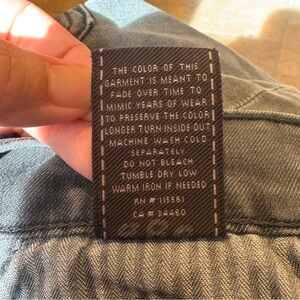 THE COLOR OF THIS
GARMENT IS MEANT TO
FADE OVER TIME TO
MIMIC YEARS OF WEAR
TO PRESERVE THE COLOR
LONGER TURN INSIDE OUT
MACHINE WASH COLD
SEPARATELY
DO NOT BLEACH
TUMBLE DRY LOW
WARM IRON IF NEEDED
RN # 115581
CA # 34460